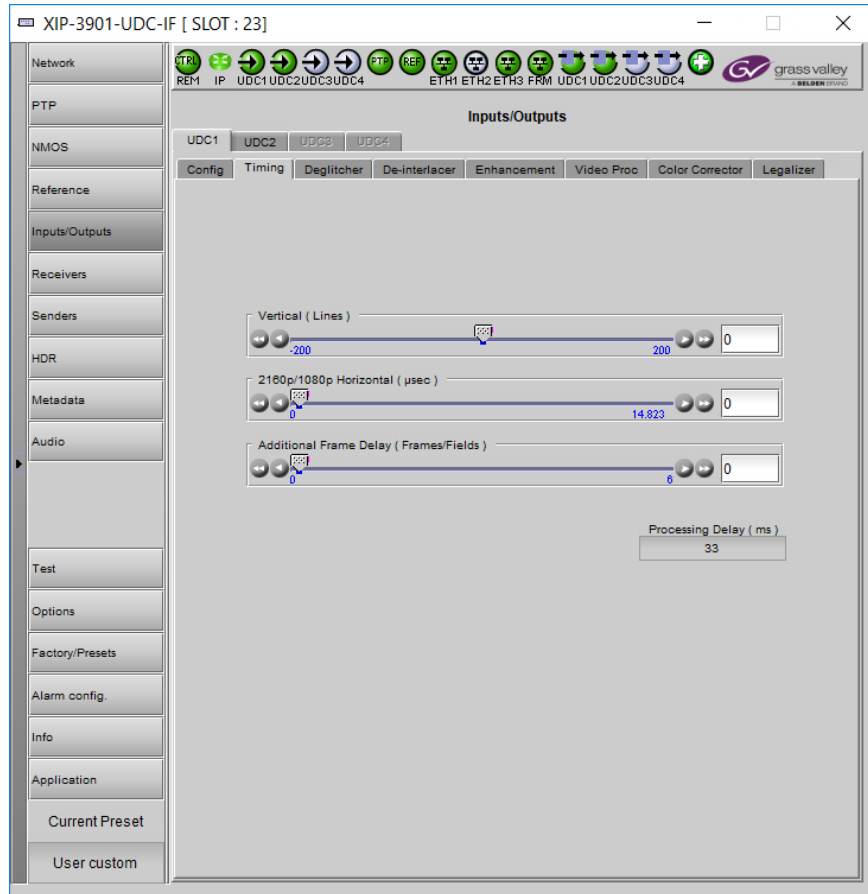 XIP-3901-UDC-IF [ SLOT : 23]
Network
PTP
NMOS
Reference
Inputs/Outputs
Receivers
Senders
HDR
Metadata
Audio
Test
Options
Factory/Presets
Alarm config.
Info
Application
Current Preset
User custom
CTRL PTP REF
REM IP UDC1 UDC2 UDC3 UDC4 ETH1 ETH2 ETH3 FRM UDC1 UDC2 UDC3 UDC4
grass valley
A BELDEN BRAND
Inputs/Outputs
UDC1 UDC2 UDC3 UDC4
Config Timing Deglitcher De-interlacer Enhancement Video Proc Color Corrector Legalizer
Vertical ( Lines )
-200 200 0
2160p/1080p Horizontal ( µsec )
0 14.823 0
Additional Frame Delay ( Frames/Fields )
0 6 0
Processing Delay ( ms )
33